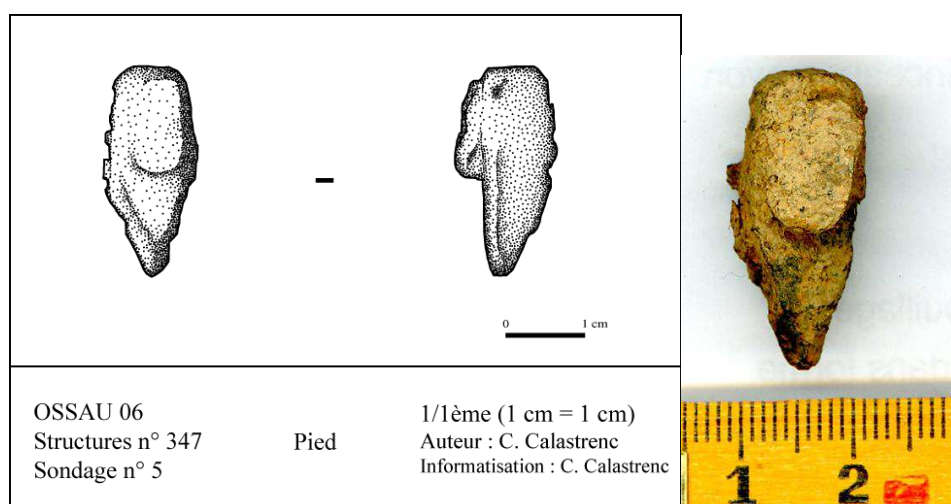 0 1 cm
OSSAU 06
Structures n° 347
Sondage n° 5
Pied
1/1ème (1 cm = 1 cm)
Auteur : C. Calastrenc
Informatisation : C. Calastrenc
1 2